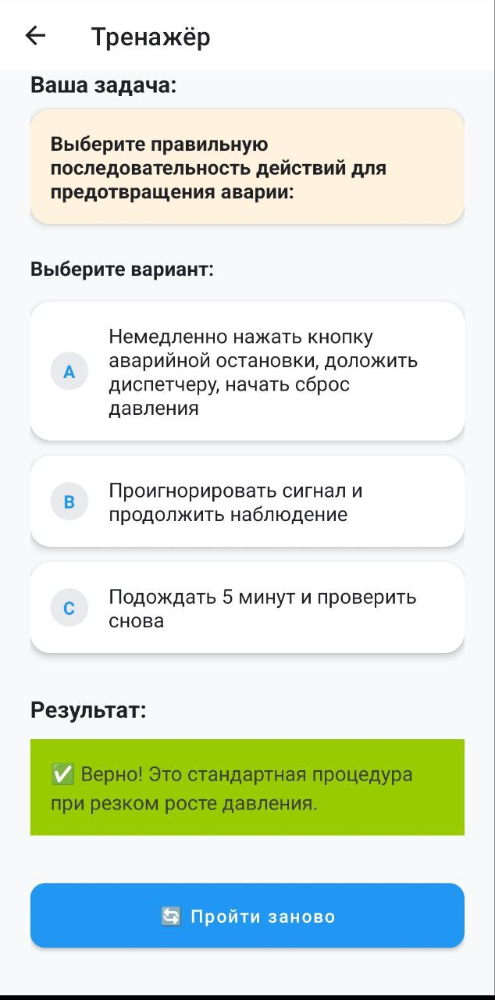 Тренажёр
Ваша задача:
Выберите правильную
последовательность действий для
предотвращения аварии:
Выберите вариант:
A
Немедленно нажать кнопку
аварийной остановки, доложить
диспетчеру, начать сброс
давления
B
Проигнорировать сигнал и
продолжить наблюдение
C
Подождать 5 минут и проверить
снова
Результат:
✅ Верно! Это стандартная процедура
при резком росте давления.
🔄 Пройти заново